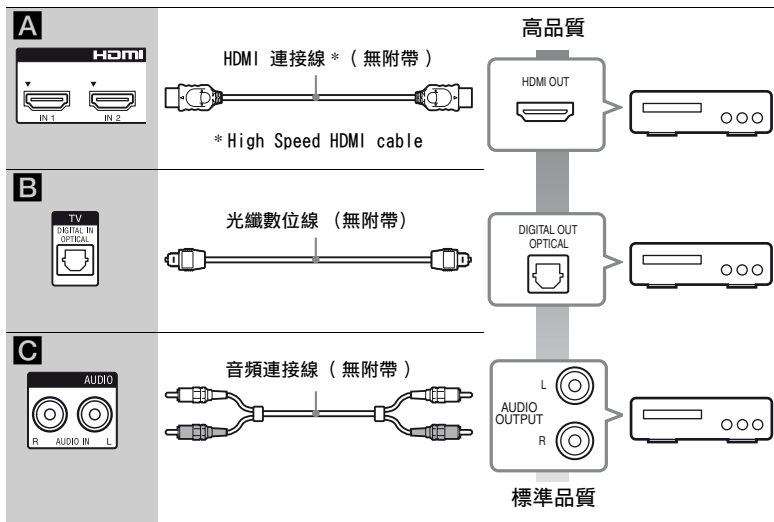 A
HDMI
IN 1
IN 2
HDMI 連接線*（無附帶）
*High Speed HDMI cable
高品質
HDMI OUT
B
TV
DIGITAL IN
OPTICAL
光纖數位線（無附帶）
DIGITAL OUT
OPTICAL
C
AUDIO
R AUDIO IN L
音頻連接線（無附帶）
L
AUDIO
OUTPUT
R
標準品質